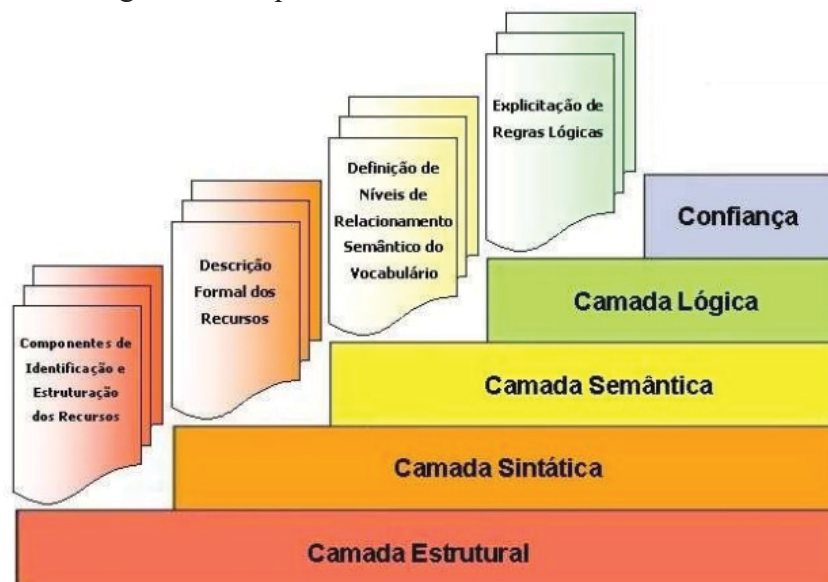 Explicitação de
Regras Lógicas
Definição de
Níveis de
Relacionamento
Semântico do
Vocabulário
Confiança
Descrição
Formal dos
Recursos
Camada Lógica
Componentes de
Identificação e
Estruturação
dos Recursos
Camada Semântica
Camada Sintática
Camada Estrutural